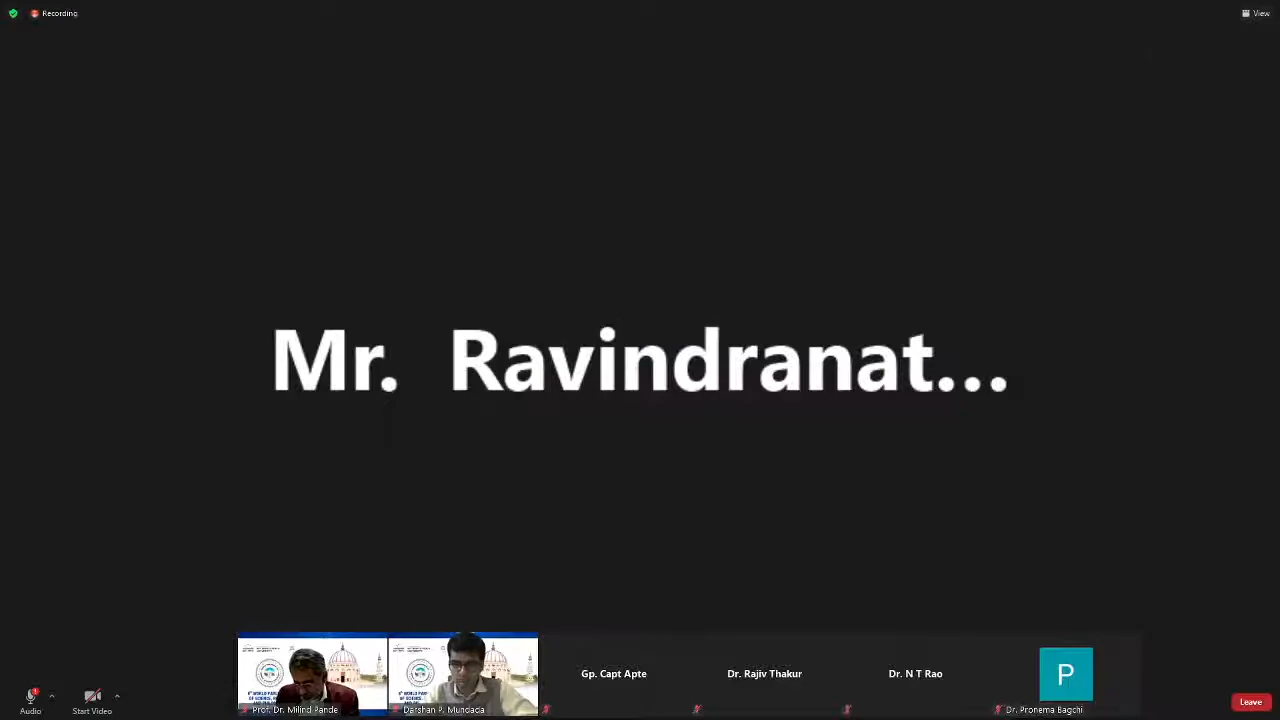 Recording
View
Mr. Ravindranat...
Prof. Dr. Milind Pande
Darshan P. Mundada
Gp. Capt Apte
Dr. Rajiv Thakur
Dr. N T Rao
P
Dr. Pronema Bagchi
Audio
Start Video
Leave